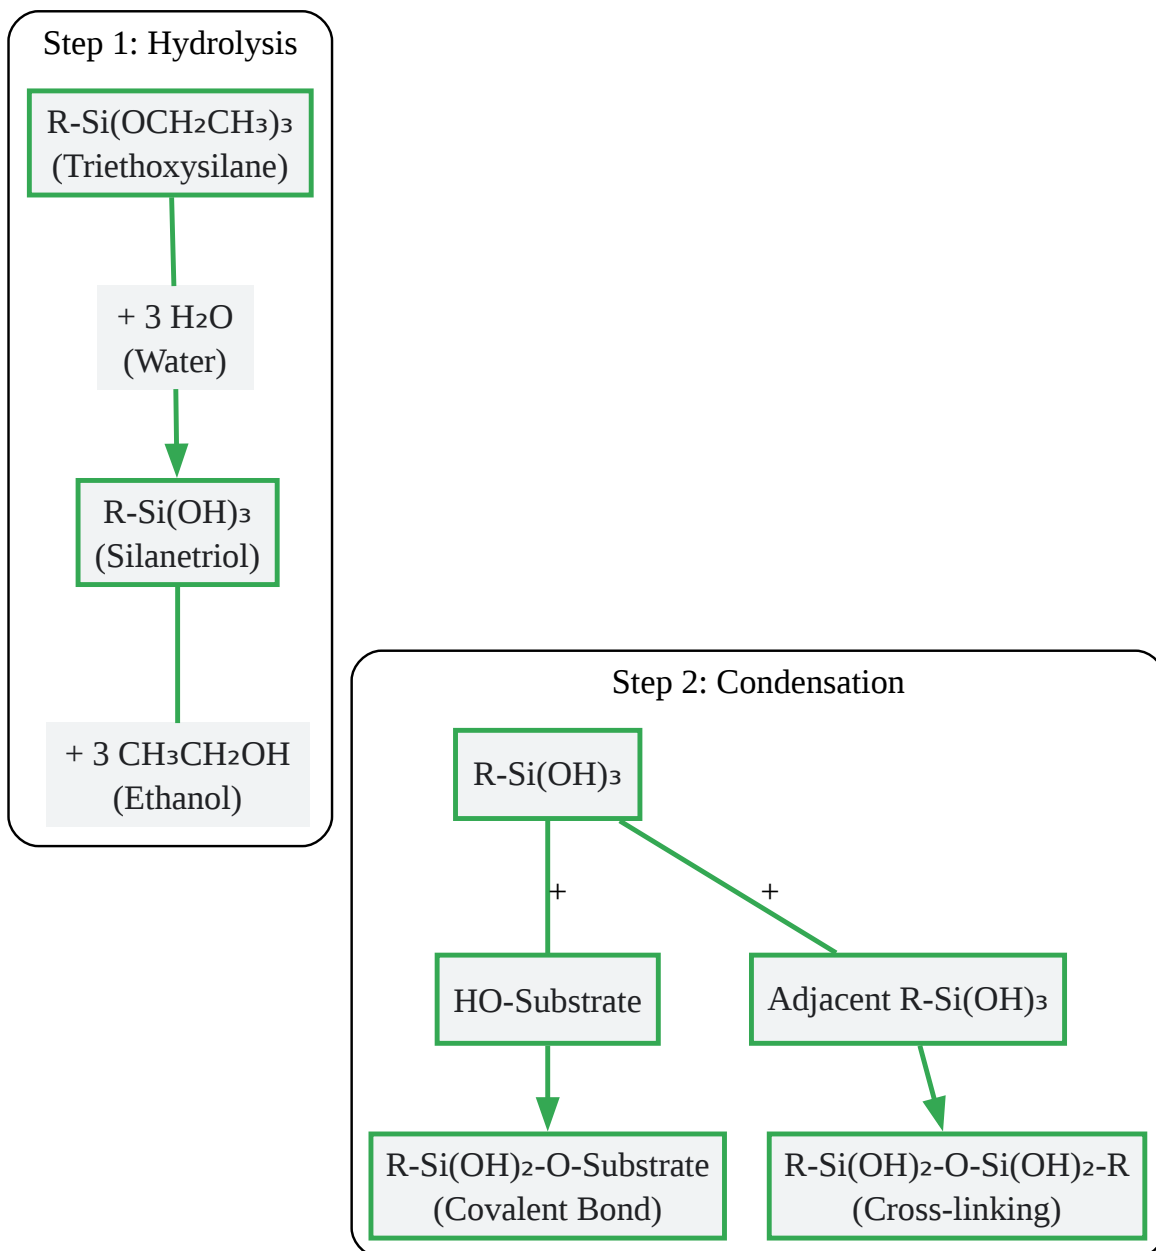 Step 1: Hydrolysis
R-Si(OCH₂CH₃)₃
(Triethoxysilane)
+ 3 H₂O
(Water)
R-Si(OH)₃
(Silanetriol)
+ 3 CH₃CH₂OH
(Ethanol)
Step 2: Condensation
R-Si(OH)₃
+
+
HO-Substrate
Adjacent R-Si(OH)₃
R-Si(OH)₂-O-Substrate
(Covalent Bond)
R-Si(OH)₂-O-Si(OH)₂-R
(Cross-linking)